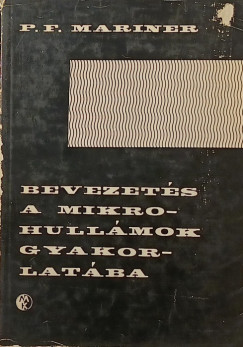 P. F. MARINER
BEVEZETÉS
A MIKRO-
HULLÁMOK
GYAKOR-
LATÁBA